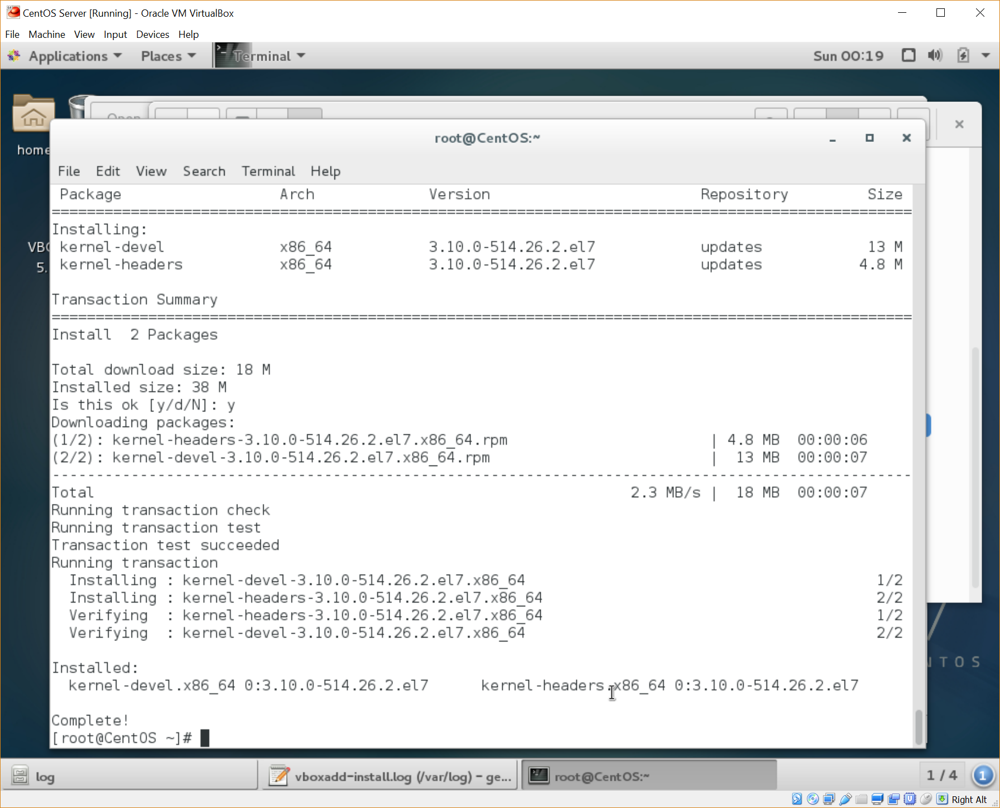 CentOS Server [Running] - Oracle VM VirtualBox
File Machine View Input Devices Help
Applications Places Terminal Sun 00:19
Open
home
root@CentOS:~
File Edit View Search Terminal Help
Package Arch Version Repository Size
================================================================================
Installing:
kernel-devel x86_64 3.10.0-514.26.2.el7 updates 13 M
kernel-headers x86_64 3.10.0-514.26.2.el7 updates 4.8 M
Transaction Summary
================================================================================
Install 2 Packages
Total download size: 18 M
Installed size: 38 M
Is this ok [y/d/N]: y
Downloading packages:
(1/2): kernel-headers-3.10.0-514.26.2.el7.x86_64.rpm | 4.8 MB 00:00:06
(2/2): kernel-devel-3.10.0-514.26.2.el7.x86_64.rpm | 13 MB 00:00:07
--------------------------------------------------------------------------------
Total 2.3 MB/s | 18 MB 00:00:07
Running transaction check
Running transaction test
Transaction test succeeded
Running transaction
Installing : kernel-devel-3.10.0-514.26.2.el7.x86_64 1/2
Installing : kernel-headers-3.10.0-514.26.2.el7.x86_64 2/2
Verifying : kernel-headers-3.10.0-514.26.2.el7.x86_64 1/2
Verifying : kernel-devel-3.10.0-514.26.2.el7.x86_64 2/2
Installed:
kernel-devel.x86_64 0:3.10.0-514.26.2.el7 kernel-headers.x86_64 0:3.10.0-514.26.2.el7
Complete!
[root@CentOS ~]#
VBO
5.
NTOS
log vboxadd-install.log (/var/log) – ge... root@CentOS:~ 1 / 4 1
Right Alt